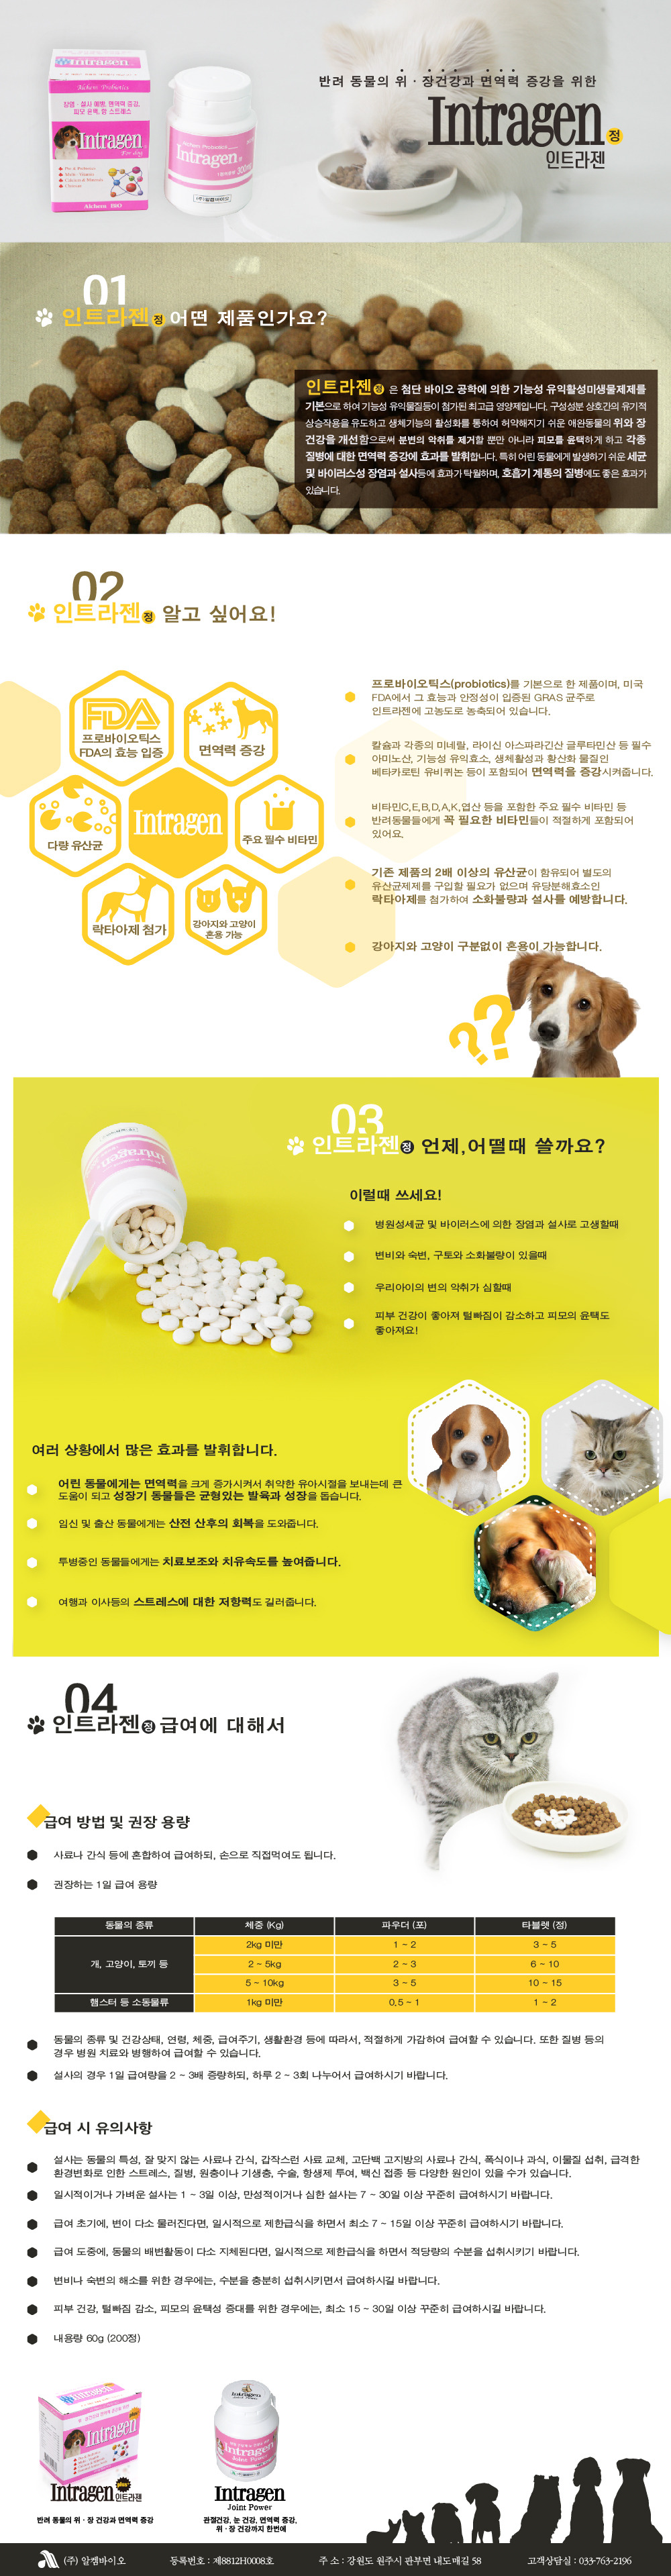 반려 동물의 위 · 장건강과 면역력 증강을 위한
Intragen 정
인트라젠
Intragen
Alchem Probiotics
장염 · 설사 예방, 면역력 증강,
피모 윤택, 항 스트레스
Intragen
For dog
Alchem BIO
Alchem Probiotics
Intragen
300mg
(주)알켐바이오
01
인트라젠 정 어떤 제품인가요?
인트라젠 정 은 첨단 바이오 공학에 의한 기능성 유익활성미생물제제를
기본으로 하여 기능성 유익물질등이 첨가된 최고급 영양제입니다. 구성성분 상호간의 유기적
상승작용을 유도하고 생체기능의 활성화를 통하여 허약해지기 쉬운 애완동물의 위와 장
건강을 개선함으로써 분변의 악취를 제거할 뿐만 아니라 피모를 윤택하게 하고 각종
질병에 대한 면역력 증강에 효과를 발휘합니다. 특히 어린 동물에게 발생하기 쉬운 세균
및 바이러스성 장염과 설사등에 효과가 탁월하며, 호흡기 계통의 질병에도 좋은 효과가
있습니다.
02
인트라젠 정 알고 싶어요!
FDA
프로바이오틱스
FDA의 효능 입증
면역력 증강
다량 유산균
Intragen
주요 필수 비타민
락타아제 첨가
강아지와 고양이
혼용 가능
프로바이오틱스(probiotics)를 기본으로 한 제품이며, 미국
FDA에서 그 효능과 안정성이 입증된 GRAS 균주로
인트라젠에 고농도로 농축되어 있습니다.
칼슘과 각종의 미네랄, 라이신 아스파라긴산 글루타민산 등 필수
아미노산, 기능성 유익효소, 생체활성과 황산화 물질인
베타카로틴 유비퀴논 등이 포함되어 면역력을 증강시켜줍니다.
비타민C,E,B,D,A,K,엽산 등을 포함한 주요 필수 비타민 등
반려동물들에게 꼭 필요한 비타민들이 적절하게 포함되어
있어요.
기존 제품의 2배 이상의 유산균이 함유되어 별도의
유산균제제를 구입할 필요가 없으며 유당분해효소인
락타아제를 첨가하여 소화불량과 설사를 예방합니다.
강아지와 고양이 구분없이 혼용이 가능합니다.
??
03
인트라젠 정 언제,어떨때 쓸까요?
Intragen
이럴때 쓰세요!
병원성세균 및 바이러스에 의한 장염과 설사로 고생할때
변비와 숙변, 구토와 소화불량이 있을때
우리아이의 변의 악취가 심할때
피부 건강이 좋아져 털빠짐이 감소하고 피모의 윤택도
좋아져요!
여러 상황에서 많은 효과를 발휘합니다.
어린 동물에게는 면역력을 크게 증가시켜서 취약한 유아시절을 보내는데 큰
도움이 되고 성장기 동물들은 균형있는 발육과 성장을 돕습니다.
임신 및 출산 동물에게는 산전 산후의 회복을 도와줍니다.
투병중인 동물들에게는 치료보조와 치유속도를 높여줍니다.
여행과 이사등의 스트레스에 대한 저항력도 길러줍니다.
04
인트라젠 정 급여에 대해서
급여 방법 및 권장 용량
사료나 간식 등에 혼합하여 급여하되, 손으로 직접먹여도 됩니다.
권장하는 1일 급여 용량
동물의 종류 체중 (Kg) 파우더 (포) 타블렛 (정)
개, 고양이, 토끼 등
2kg 미만 1 ~ 2 3 ~ 5
2 ~ 5kg 2 ~ 3 6 ~ 10
5 ~ 10kg 3 ~ 5 10 ~ 15
햄스터 등 소동물류 1kg 미만 0.5 ~ 1 1 ~ 2
동물의 종류 및 건강상태, 연령, 체중, 급여주기, 생활환경 등에 따라서, 적절하게 가감하여 급여할 수 있습니다. 또한 질병 등의
경우 병원 치료와 병행하여 급여할 수 있습니다.
설사의 경우 1일 급여량을 2 ~ 3배 증량하되, 하루 2 ~ 3회 나누어서 급여하시기 바랍니다.
급여 시 유의사항
설사는 동물의 특성, 잘 맞지 않는 사료나 간식, 갑작스런 사료 교체, 고단백 고지방의 사료나 간식, 폭식이나 과식, 이물질 섭취, 급격한
환경변화로 인한 스트레스, 질병, 원충이나 기생충, 수술, 항생제 투여, 백신 접종 등 다양한 원인이 있을 수가 있습니다.
일시적이거나 가벼운 설사는 1 ~ 3일 이상, 만성적이거나 심한 설사는 7 ~ 30일 이상 꾸준히 급여하시기 바랍니다.
급여 초기에, 변이 다소 물러진다면, 일시적으로 제한급식을 하면서 최소 7 ~ 15일 이상 꾸준히 급여하시기 바랍니다.
급여 도중에, 동물의 배변활동이 다소 지체된다면, 일시적으로 제한급식을 하면서 적당량의 수분을 섭취시키기 바랍니다.
변비나 숙변의 해소를 위한 경우에는, 수분을 충분히 섭취시키면서 급여하시길 바랍니다.
피부 건강, 털빠짐 감소, 피모의 윤택성 증대를 위한 경우에는, 최소 15 ~ 30일 이상 꾸준히 급여하시길 바랍니다.
내용량 60g (200정)
Intragen
Intragen plus 인트라젠
반려 동물의 위 · 장 건강과 면역력 증강
Intragen
Joint Power
Intragen
Joint Power
관절건강, 눈 건강, 면역력 증강,
위 · 장 건강까지 한번에
(주) 알켐바이오 등록번호 : 제8812H0008호 주 소 : 강원도 원주시 판부면 내도매길 58 고객상담실 : 033-763-2196